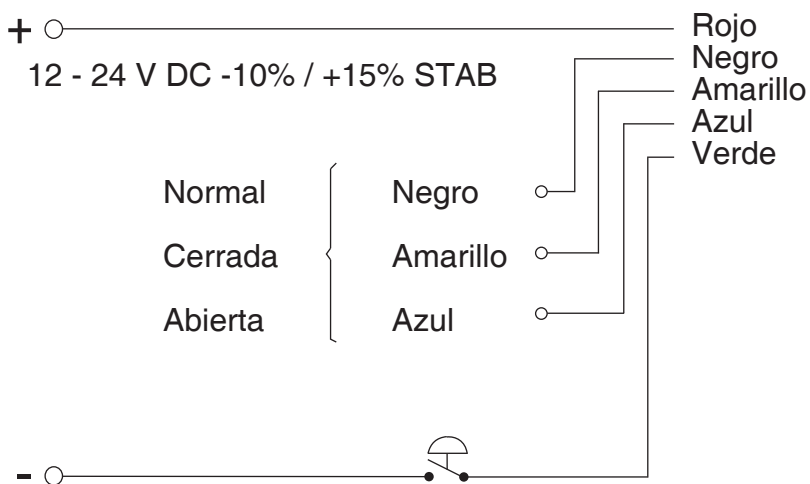 + Rojo
Negro
12 - 24 V DC -10% / +15% STAB
Amarillo
Azul
Verde
Normal Negro
Cerrada Amarillo
Abierta Azul
-